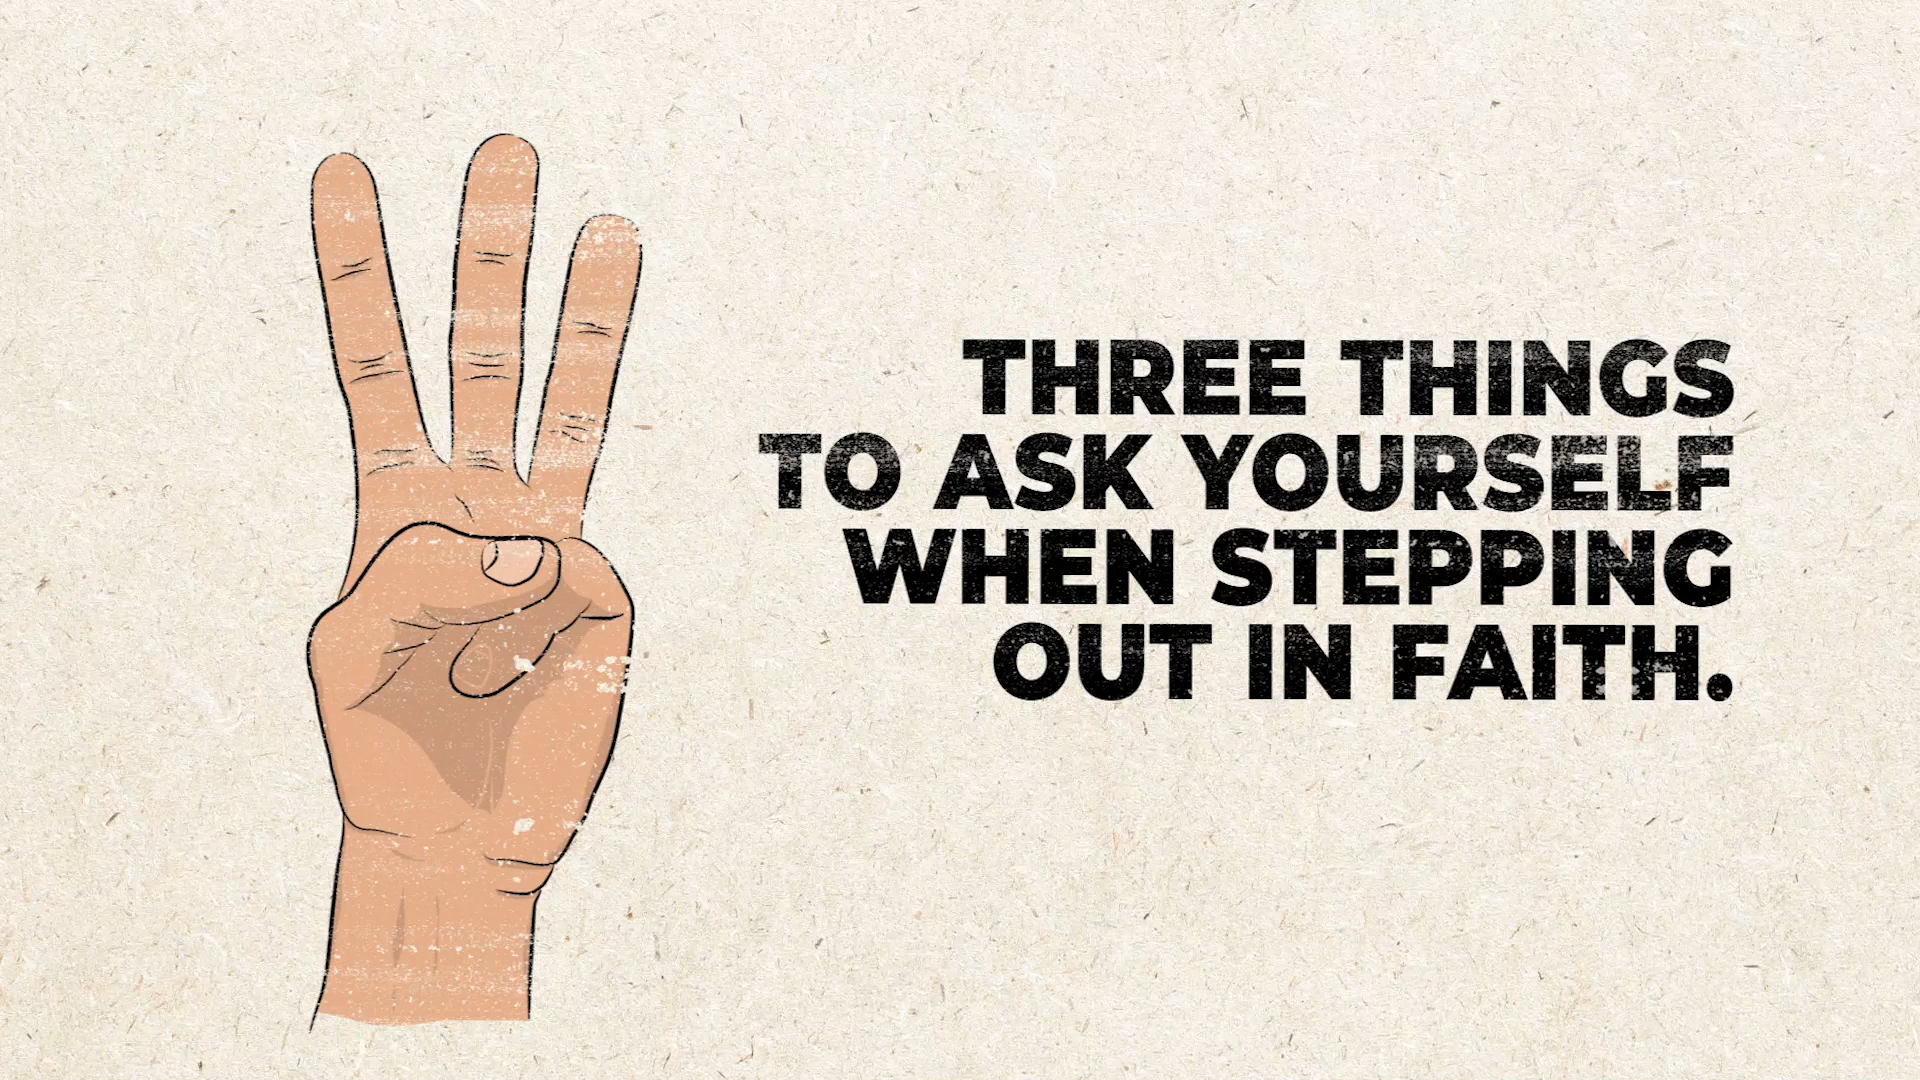 THREE THINGS
TO ASK YOURSELF
WHEN STEPPING
OUT IN FAITH.